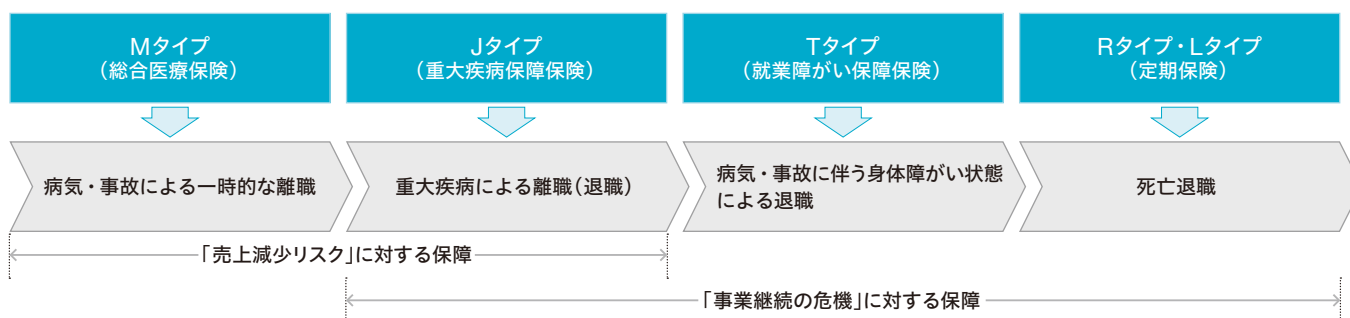 Mタイプ
（総合医療保険）
Jタイプ
（重大疾病保障保険）
Tタイプ
（就業障がい保障保険）
Rタイプ・Lタイプ
（定期保険）
病気・事故による一時的な離職
重大疾病による離職（退職）
病気・事故に伴う身体障がい状態
による退職
死亡退職
「売上減少リスク」に対する保障
「事業継続の危機」に対する保障